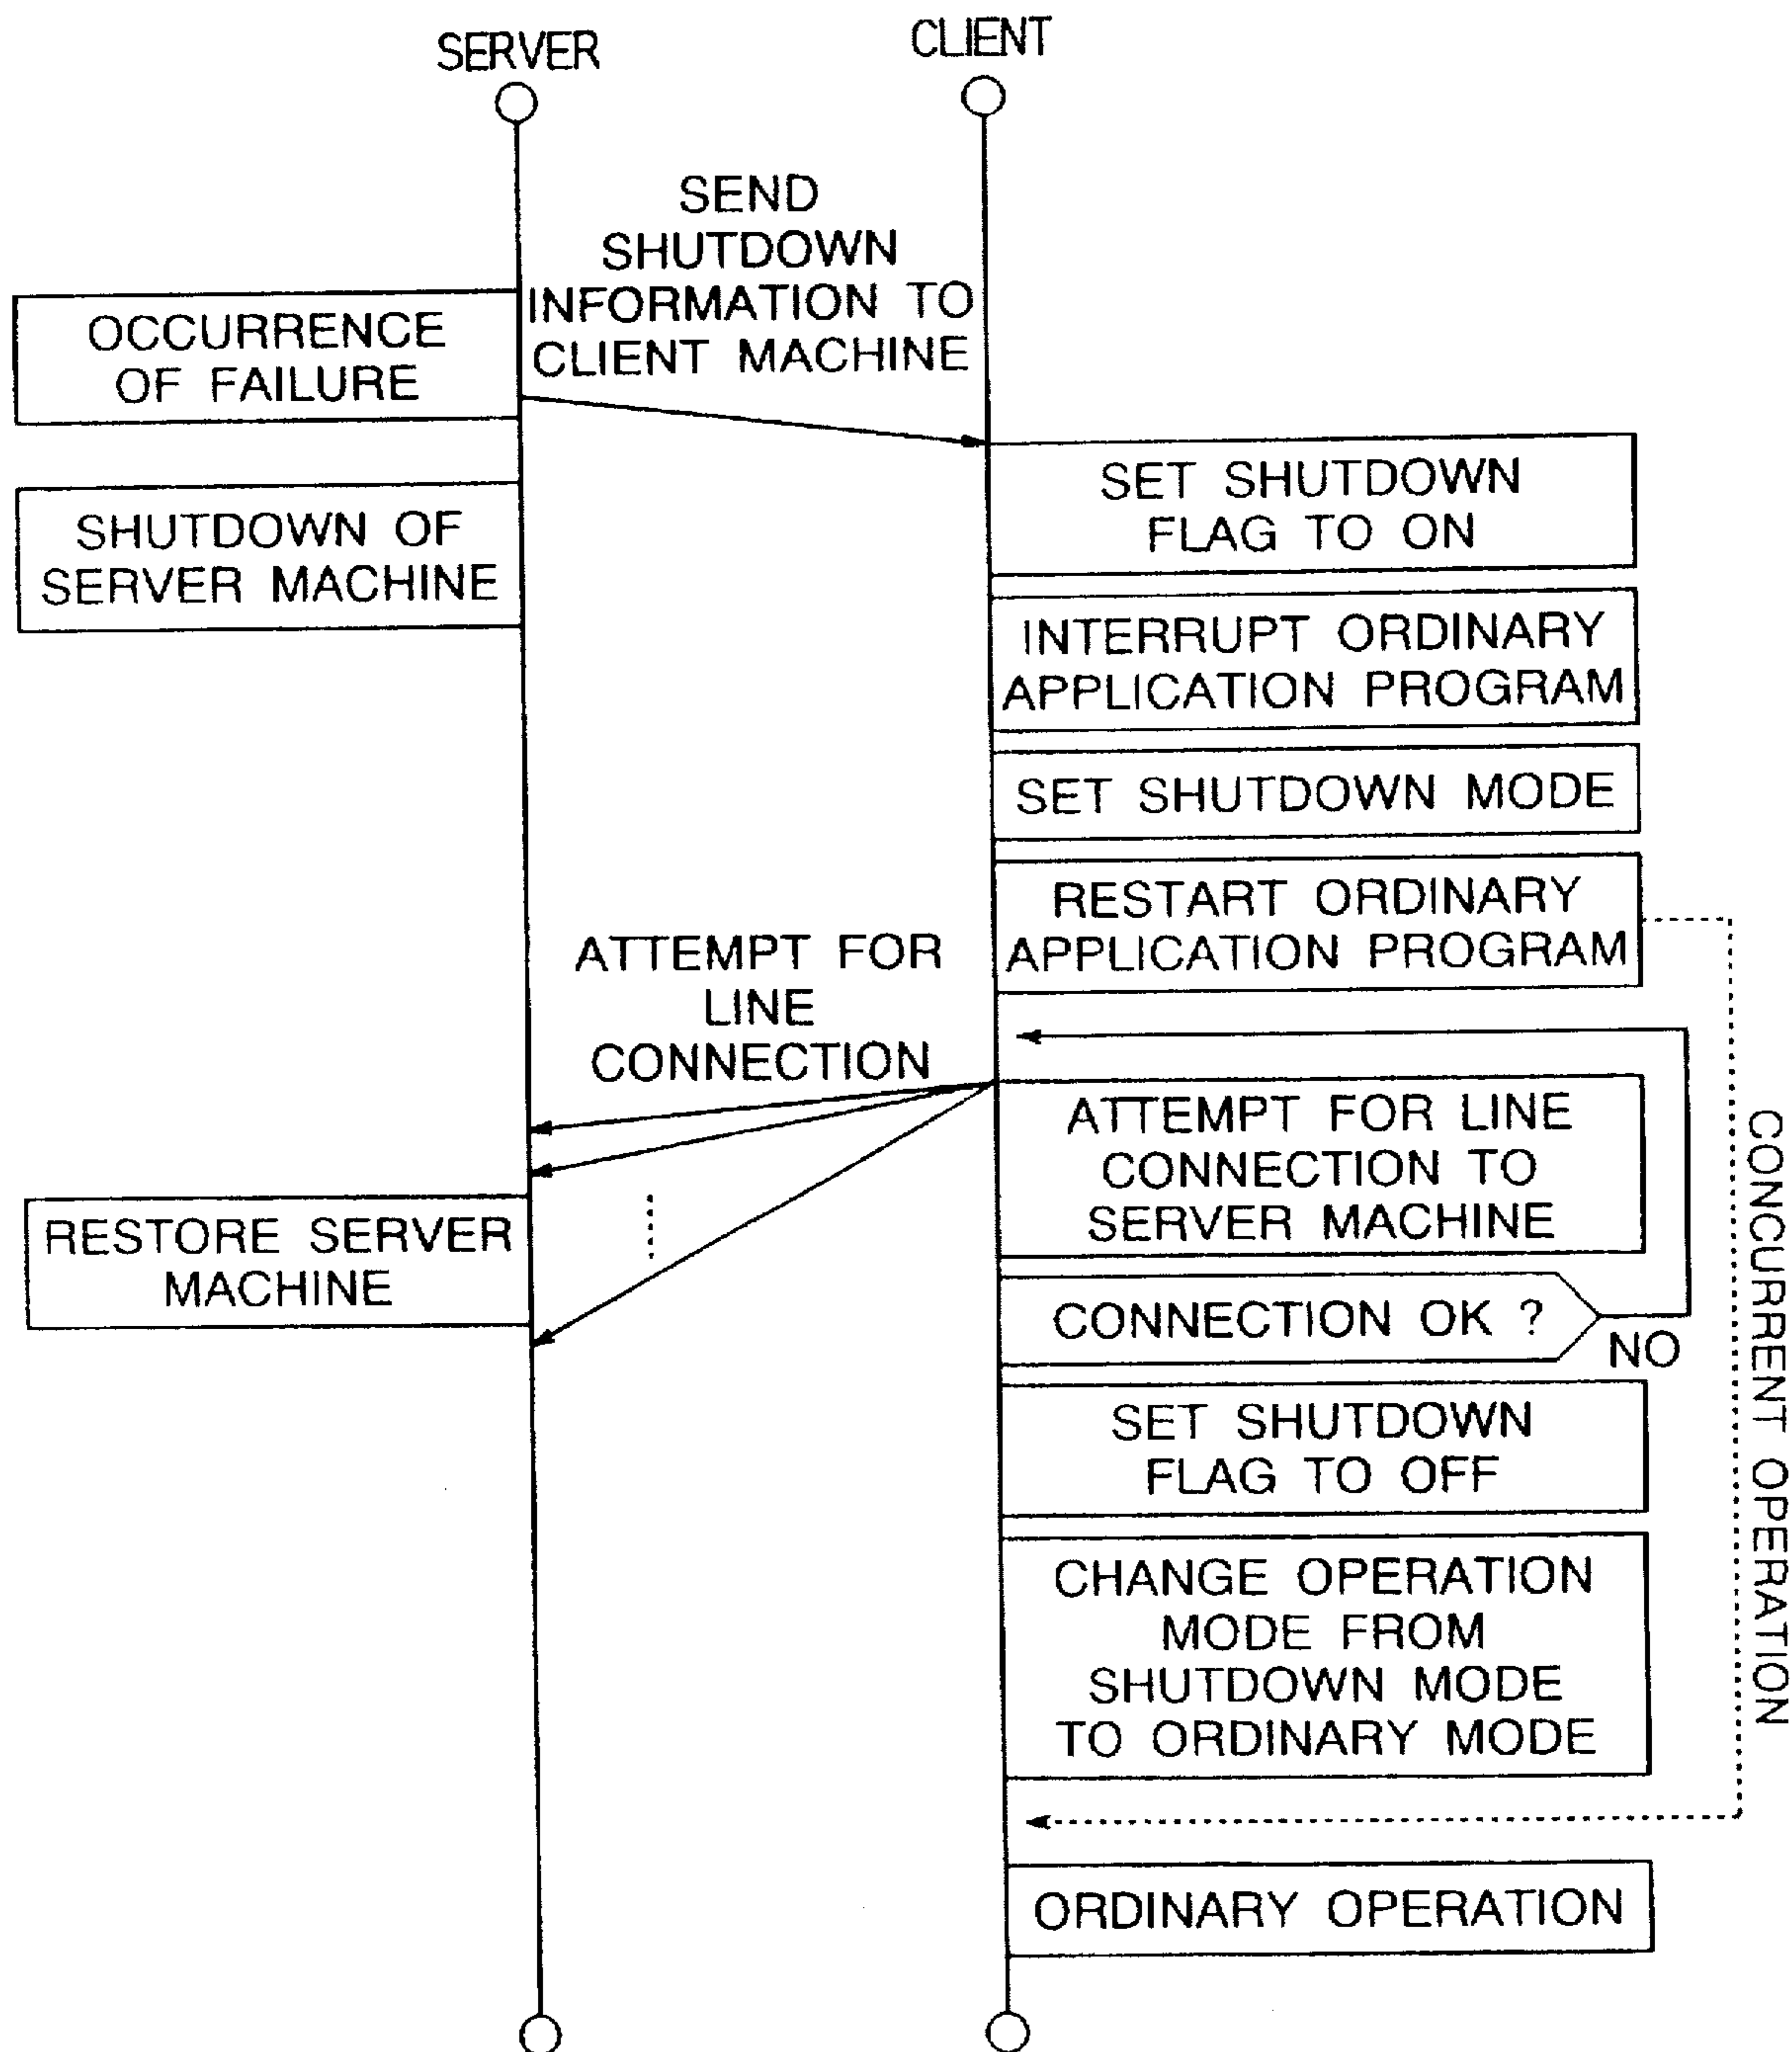 SERVER
CLIENT
SEND
SHUTDOWN
INFORMATION TO
CLIENT MACHINE
OCCURRENCE
OF FAILURE
SET SHUTDOWN
FLAG TO ON
SHUTDOWN OF
SERVER MACHINE
INTERRUPT ORDINARY
APPLICATION PROGRAM
SET SHUTDOWN MODE
RESTART ORDINARY
APPLICATION PROGRAM
ATTEMPT FOR
LINE
CONNECTION
ATTEMPT FOR LINE
CONNECTION TO
SERVER MACHINE
CONCURRENT OPERATION
RESTORE SERVER
MACHINE
CONNECTION OK ?
NO
SET SHUTDOWN
FLAG TO OFF
CHANGE OPERATION
MODE FROM
SHUTDOWN MODE
TO ORDINARY MODE
ORDINARY OPERATION